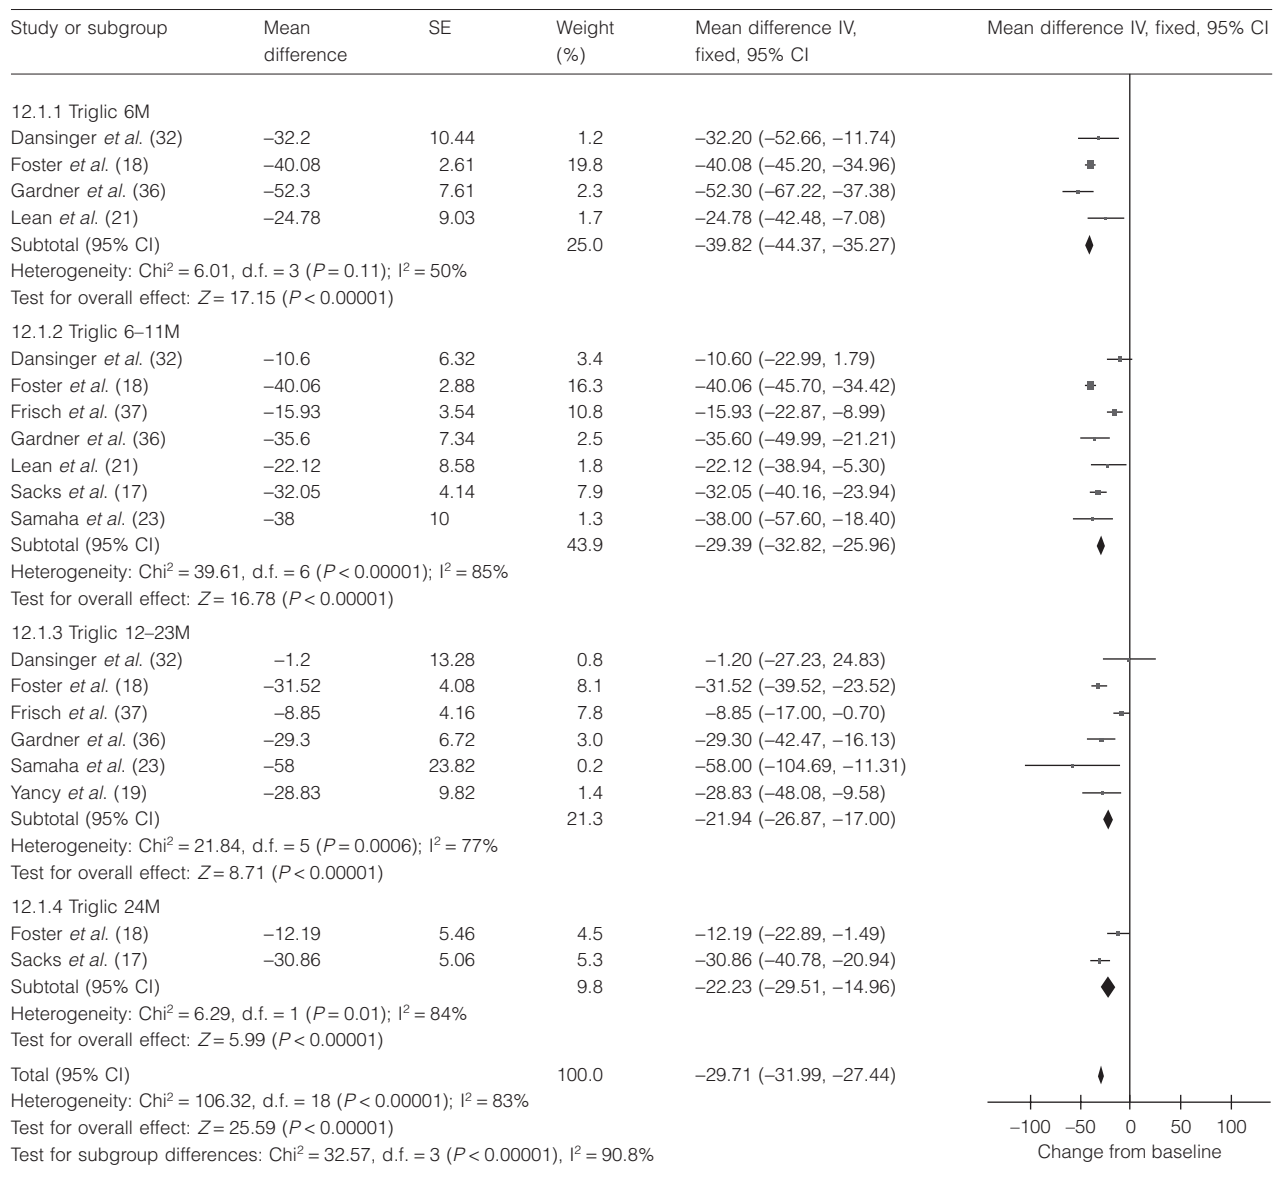 Study or subgroup Mean difference SE Weight (%) Mean difference IV, fixed, 95% CI Mean difference IV, fixed, 95% CI
12.1.1 Triglic 6M
Dansinger et al. (32) –32.2 10.44 1.2 –32.20 (–52.66, –11.74)
Foster et al. (18) –40.08 2.61 19.8 –40.08 (–45.20, –34.96)
Gardner et al. (36) –52.3 7.61 2.3 –52.30 (–67.22, –37.38)
Lean et al. (21) –24.78 9.03 1.7 –24.78 (–42.48, –7.08)
Subtotal (95% CI) 25.0 –39.82 (–44.37, –35.27)
Heterogeneity: Chi² = 6.01, d.f. = 3 (P = 0.11); I² = 50%
Test for overall effect: Z = 17.15 (P < 0.00001)
12.1.2 Triglic 6–11M
Dansinger et al. (32) –10.6 6.32 3.4 –10.60 (–22.99, 1.79)
Foster et al. (18) –40.06 2.88 16.3 –40.06 (–45.70, –34.42)
Frisch et al. (37) –15.93 3.54 10.8 –15.93 (–22.87, –8.99)
Gardner et al. (36) –35.6 7.34 2.5 –35.60 (–49.99, –21.21)
Lean et al. (21) –22.12 8.58 1.8 –22.12 (–38.94, –5.30)
Sacks et al. (17) –32.05 4.14 7.9 –32.05 (–40.16, –23.94)
Samaha et al. (23) –38 10 1.3 –38.00 (–57.60, –18.40)
Subtotal (95% CI) 43.9 –29.39 (–32.82, –25.96)
Heterogeneity: Chi² = 39.61, d.f. = 6 (P < 0.00001); I² = 85%
Test for overall effect: Z = 16.78 (P < 0.00001)
12.1.3 Triglic 12–23M
Dansinger et al. (32) –1.2 13.28 0.8 –1.20 (–27.23, 24.83)
Foster et al. (18) –31.52 4.08 8.1 –31.52 (–39.52, –23.52)
Frisch et al. (37) –8.85 4.16 7.8 –8.85 (–17.00, –0.70)
Gardner et al. (36) –29.3 6.72 3.0 –29.30 (–42.47, –16.13)
Samaha et al. (23) –58 23.82 0.2 –58.00 (–104.69, –11.31)
Yancy et al. (19) –28.83 9.82 1.4 –28.83 (–48.08, –9.58)
Subtotal (95% CI) 21.3 –21.94 (–26.87, –17.00)
Heterogeneity: Chi² = 21.84, d.f. = 5 (P = 0.0006); I² = 77%
Test for overall effect: Z = 8.71 (P < 0.00001)
12.1.4 Triglic 24M
Foster et al. (18) –12.19 5.46 4.5 –12.19 (–22.89, –1.49)
Sacks et al. (17) –30.86 5.06 5.3 –30.86 (–40.78, –20.94)
Subtotal (95% CI) 9.8 –22.23 (–29.51, –14.96)
Heterogeneity: Chi² = 6.29, d.f. = 1 (P = 0.01); I² = 84%
Test for overall effect: Z = 5.99 (P < 0.00001)
Total (95% CI) 100.0 –29.71 (–31.99, –27.44)
Heterogeneity: Chi² = 106.32, d.f. = 18 (P < 0.00001); I² = 83%
Test for overall effect: Z = 25.59 (P < 0.00001)
Test for subgroup differences: Chi² = 32.57, d.f. = 3 (P < 0.00001), I² = 90.8%
–100 –50 0 50 100
Change from baseline